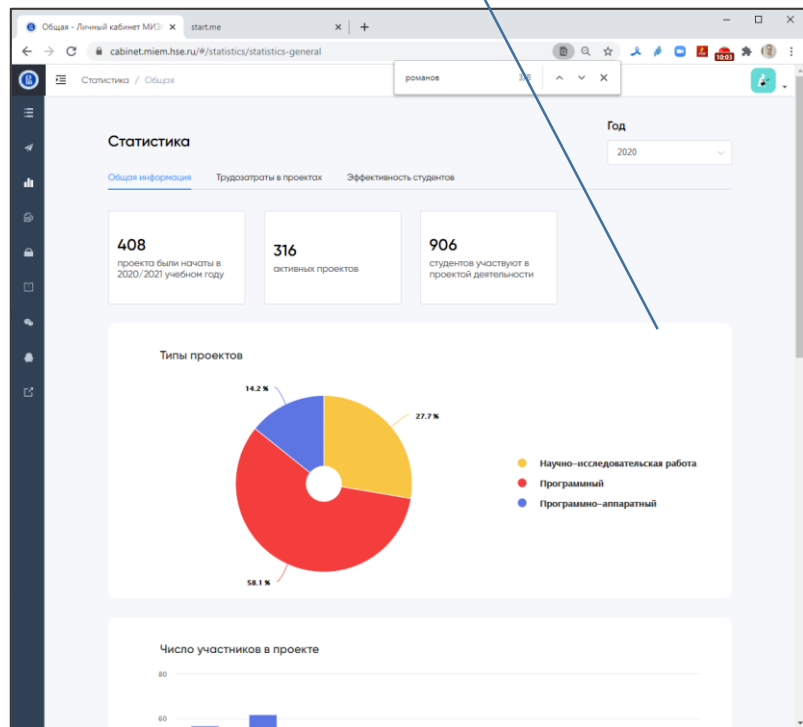 Общая - Личный кабинет МИЭ
start.me
cabinet.miem.hse.ru/#/statistics/statistics-general
10:03
Статистика / Общая
романов
Статистика
Год
2020
Общая информация Трудозатраты в проектах Эффективность студентов
408
проекта были начаты в
2020/2021 учебном году
316
активных проектов
906
студентов участвуют в
проектой деятельности
Типы проектов
14.2 %
27.7 %
58.1 %
Научно-исследовательская работа
Программный
Программно-аппаратный
Число участников в проекте
80
60